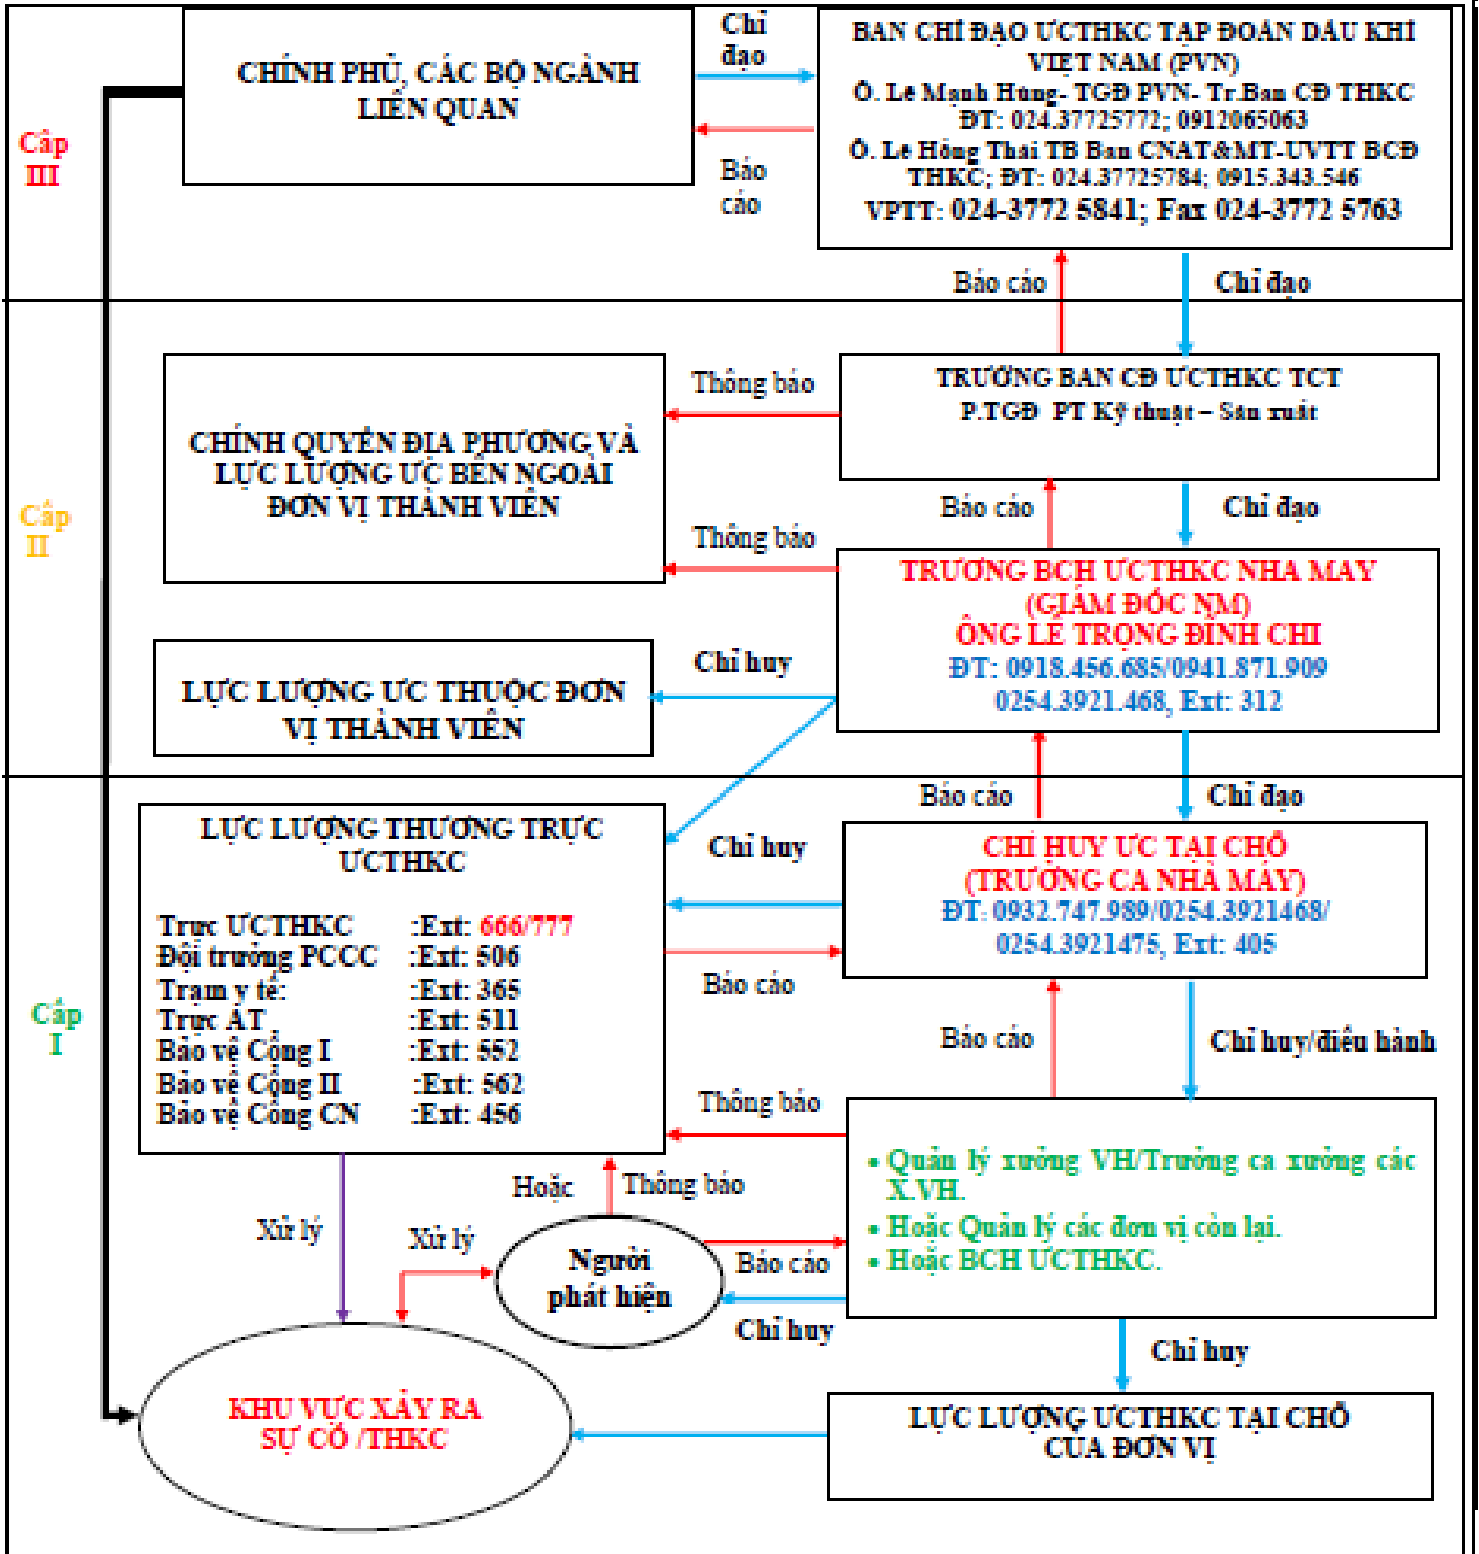 Cấp
III
CHÍNH PHỦ, CÁC BỘ NGÀNH
LIÊN QUAN
Chỉ
đạo
Báo
cáo
BAN CHỈ ĐẠO ƯCTHKC TẬP ĐOÀN DẦU KHÍ
VIỆT NAM (PVN)
Ô. Lê Mạnh Hùng- TGĐ PVN- Tr.Ban CĐ THKC
ĐT: 024.37725772; 0912065063
Ô. Lê Hồng Thái TB Ban CNAT&MT-UVTT BCĐ
THKC; ĐT: 024.37725784; 0915.343.546
VPTT: 024-3772 5841; Fax 024-3772 5763
Báo cáo
Chỉ đạo
Cấp
II
CHÍNH QUYỀN ĐỊA PHƯƠNG VÀ
LỰC LƯỢNG ƯC BÊN NGOÀI
ĐƠN VỊ THÀNH VIÊN
Thông báo
TRƯỞNG BAN CĐ ƯCTHKC TCT
P.TGĐ PT Kỹ thuật – Sản xuất
Báo cáo
Chỉ đạo
Thông báo
TRƯỞNG BCH ƯCTHKC NHÀ MÁY
(GIÁM ĐỐC NM)
ÔNG LÊ TRỌNG ĐÌNH CHI
ĐT: 0918.456.685/0941.871.909
0254.3921.468, Ext: 312
Chỉ huy
LỰC LƯỢNG ƯC THUỘC ĐƠN
VỊ THÀNH VIÊN
Báo cáo
Chỉ đạo
Cấp
I
LỰC LƯỢNG THƯỜNG TRỰC
ƯCTHKC
Trực ƯCTHKC :Ext: 666/777
Đội trưởng PCCC :Ext: 506
Trạm y tế: :Ext: 365
Trực AT :Ext: 511
Bảo vệ Cổng I :Ext: 552
Bảo vệ Cổng II :Ext: 562
Bảo vệ Cổng CN :Ext: 456
Chỉ huy
Báo cáo
CHỈ HUY ƯC TẠI CHỖ
(TRƯỞNG CA NHÀ MÁY)
ĐT: 0932.747.989/0254.3921468/
0254.3921475, Ext: 405
Báo cáo
Chỉ huy/điều hành
Thông báo
• Quản lý xưởng VH/Trưởng ca xưởng các
X.VH.
• Hoặc Quản lý các đơn vị còn lại.
• Hoặc BCH ƯCTHKC.
Hoặc
Thông báo
Xử lý
Xử lý
Người
phát hiện
Báo cáo
Chỉ huy
Chỉ huy
KHU VỰC XẢY RA
SỰ CỐ /THKC
LỰC LƯỢNG ƯCTHKC TẠI CHỖ
CỦA ĐƠN VỊ